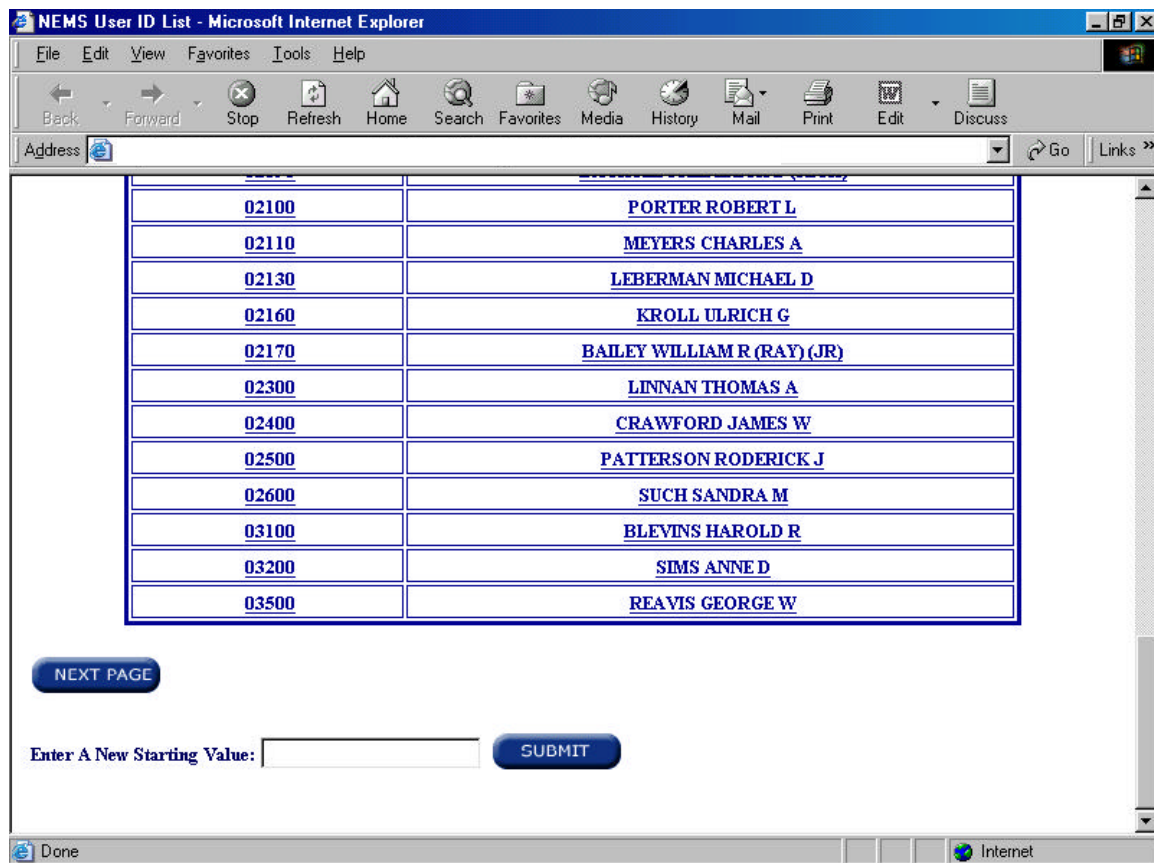 NEMS User ID List - Microsoft Internet Explorer
File Edit View Favorites Tools Help
Back Forward Stop Refresh Home Search Favorites Media History Mail Print Edit Discuss
Address Go Links »
02100 PORTER ROBERT L
02110 MEYERS CHARLES A
02130 LEBERMAN MICHAEL D
02160 KROLL ULRICH G
02170 BAILEY WILLIAM R (RAY) (JR)
02300 LINNAN THOMAS A
02400 CRAWFORD JAMES W
02500 PATTERSON RODERICK J
02600 SUCH SANDRA M
03100 BLEVINS HAROLD R
03200 SIMS ANNE D
03500 REAVIS GEORGE W
NEXT PAGE
Enter A New Starting Value: SUBMIT
Done Internet